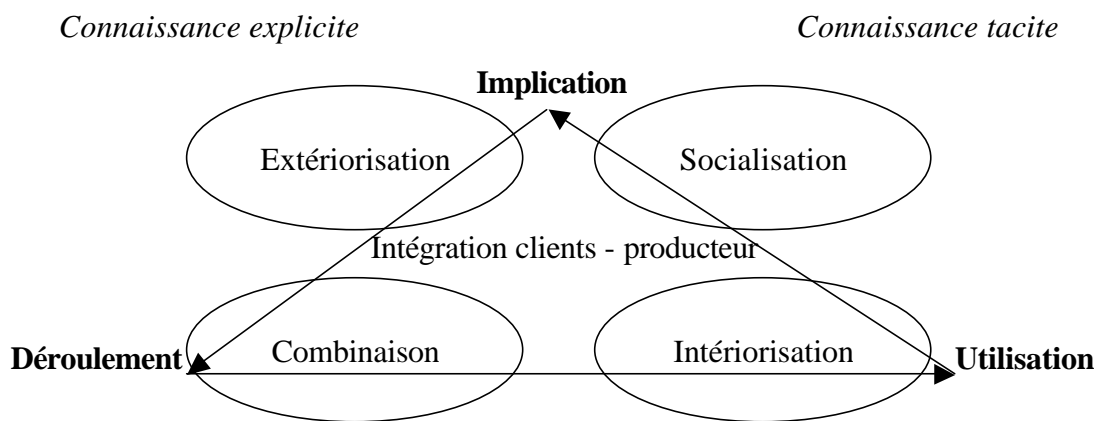 Connaissance explicite
Connaissance tacite
Implication
Extériorisation
Socialisation
Intégration clients - producteur
Déroulement
Combinaison
Intériorisation
Utilisation